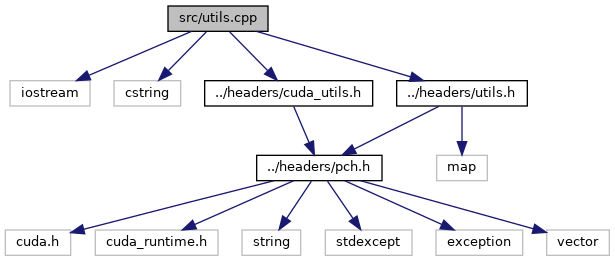 src/utils.cpp
iostream
cstring
../headers/cuda_utils.h
../headers/utils.h
../headers/pch.h
map
cuda.h
cuda_runtime.h
string
stdexcept
exception
vector